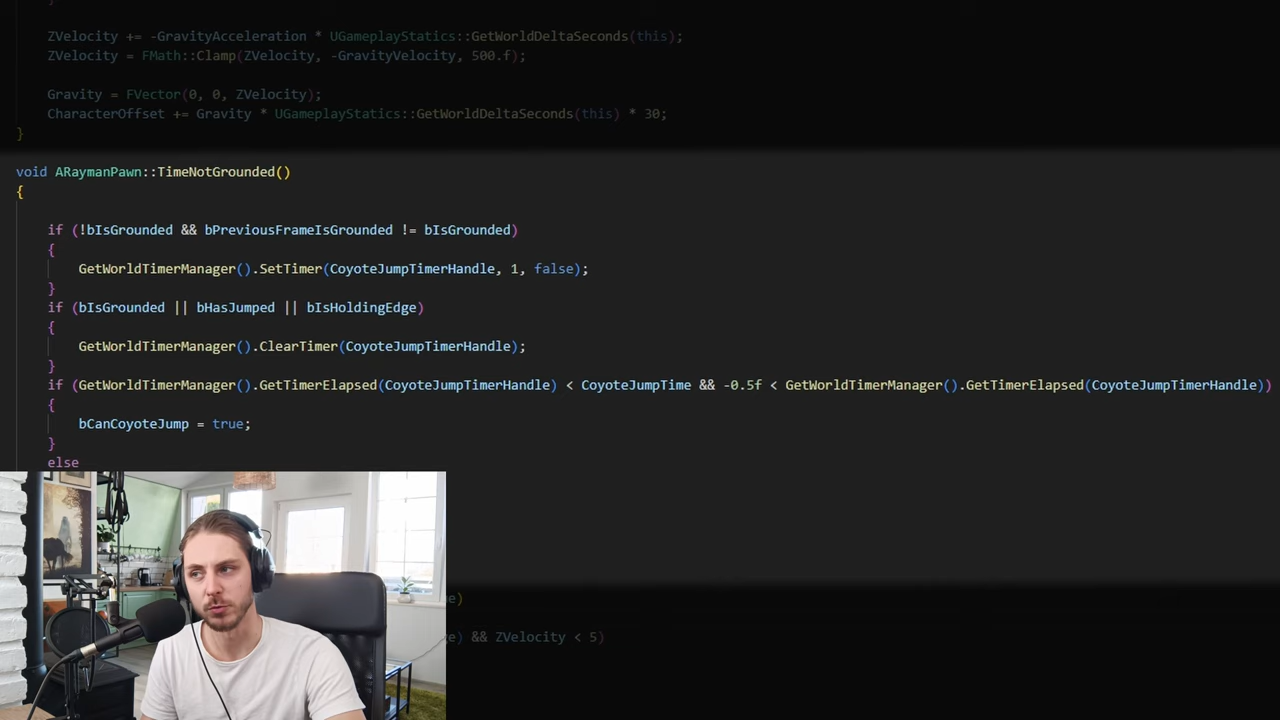 }
ZVelocity += -GravityAcceleration * UGameplayStatics::GetWorldDeltaSeconds(this);
ZVelocity = FMath::Clamp(ZVelocity, -GravityVelocity, 500.f);
Gravity = FVector(0, 0, ZVelocity);
CharacterOffset += Gravity * UGameplayStatics::GetWorldDeltaSeconds(this) * 30;
}
void ARaymanPawn::TimeNotGrounded()
{
if (!bIsGrounded && bPreviousFrameIsGrounded != bIsGrounded)
{
GetWorldTimerManager().SetTimer(CoyoteJumpTimerHandle, 1, false);
}
if (bIsGrounded || bHasJumped || bIsHoldingEdge)
{
GetWorldTimerManager().ClearTimer(CoyoteJumpTimerHandle);
}
if (GetWorldTimerManager().GetTimerElapsed(CoyoteJumpTimerHandle) < CoyoteJumpTime && -0.5f < GetWorldTimerManager().GetTimerElapsed(CoyoteJumpTimerHandle))
{
bCanCoyoteJump = true;
}
else
e)
e) && ZVelocity < 5)